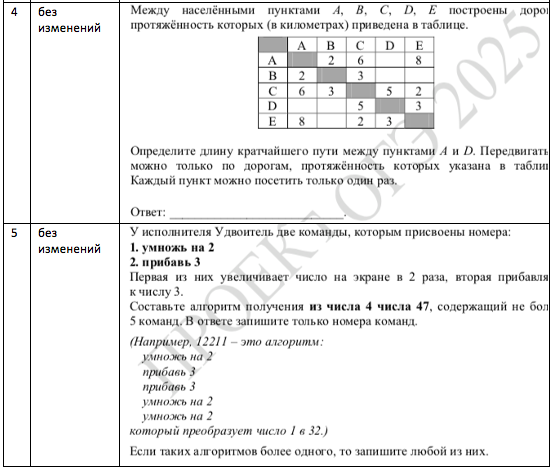 4 без Между населёнными пунктами A, B, C, D, E построены
изменений протяжённость которых (в километрах) приведена в таблице.
A B C D E
A 2 6 8
B 2 3
C 6 3 5 2
D 5 3
E 8 2 3
Определите длину кратчайшего пути между пунктами A и D. Передвигат
можно только по дорогам, протяжённость которых указана в таблиц
Каждый пункт можно посетить только один раз.
Ответ: ___________________________.
5 без У исполнителя Удвоитель две команды, которым присвоены номера:
изменений 1. умножь на 2
2. прибавь 3
Первая из них увеличивает число на экране в 2 раза, вторая прибавля
к числу 3.
Составьте алгоритм получения из числа 4 числа 47, содержащий не бол
5 команд. В ответе запишите только номера команд.
(Например, 12211 – это алгоритм:
умножь на 2
прибавь 3
прибавь 3
умножь на 2
умножь на 2
который преобразует число 1 в 32.)
Если таких алгоритмов более одного, то запишите любой из них.
ПРОЕКТ ОГЭ 2025